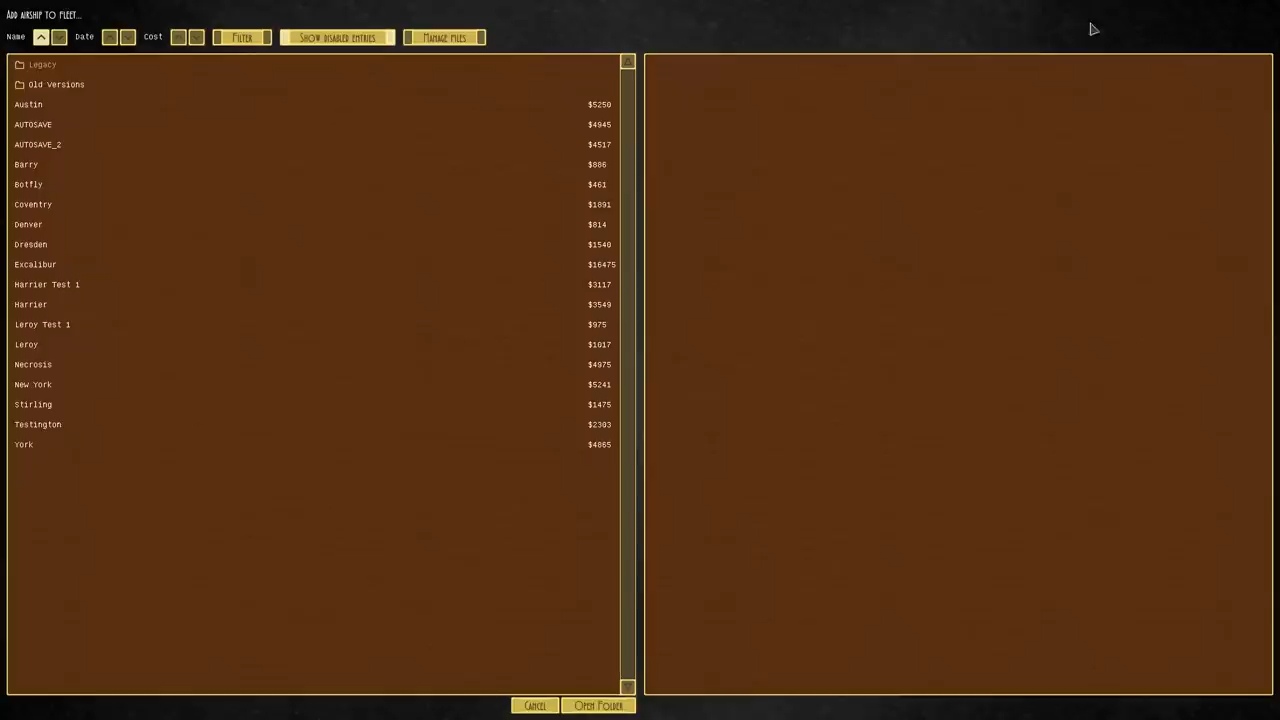 Add airship to fleet...
Name Date Cost Filter Show disabled entries Manage files
Legacy
Old Versions
Austin $5250
AUTOSAVE $4945
AUTOSAVE_2 $4517
Barry $886
Botfly $461
Coventry $1891
Denver $814
Dresden $1540
Excalibur $16475
Harrier Test 1 $3117
Harrier $3549
Leroy Test 1 $975
Leroy $1017
Necrosis $4975
New York $5241
Stirling $1475
Testington $2303
York $4865
Cancel Open Folder